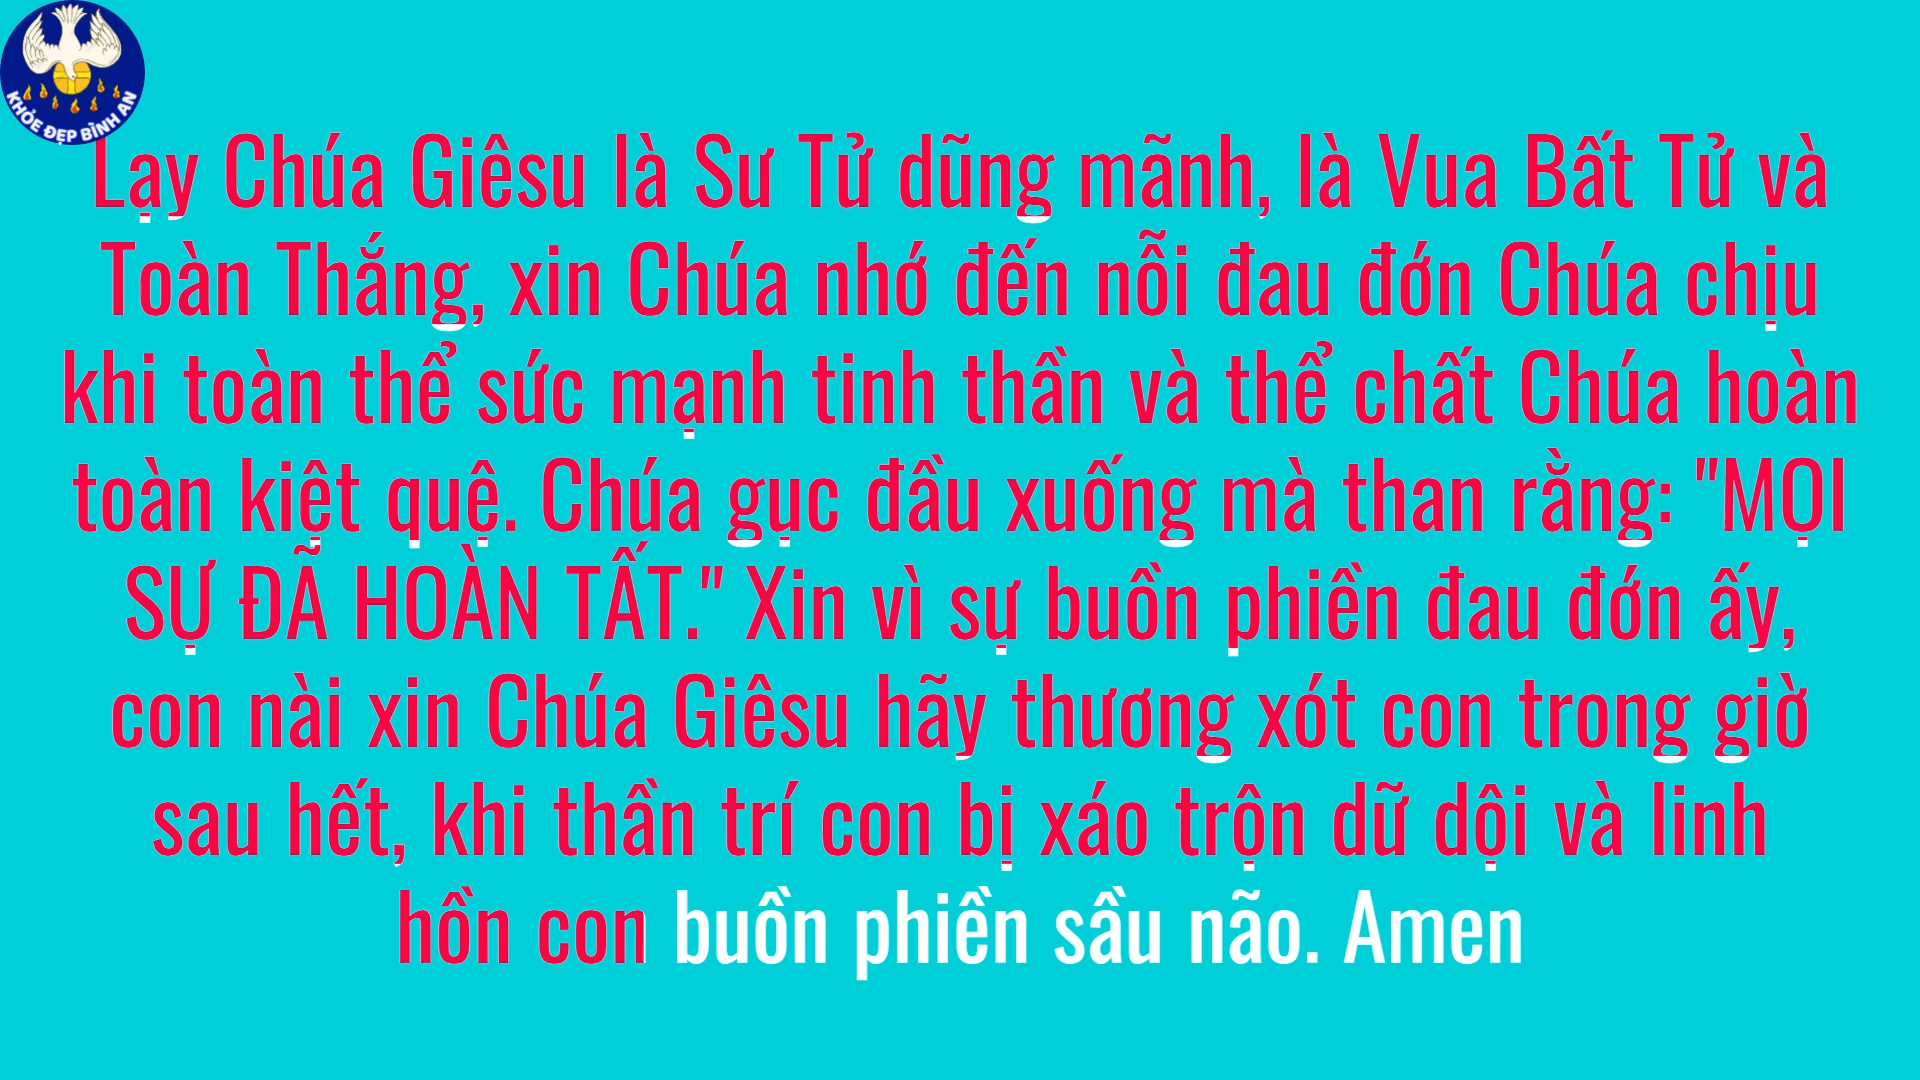 KHỎE ĐẸP BÌNH AN
Lạy Chúa Giêsu là Sư Tử dũng mãnh, là Vua Bất Tử và
Toàn Thắng, xin Chúa nhớ đến nỗi đau đớn Chúa chịu
khi toàn thể sức mạnh tinh thần và thể chất Chúa hoàn
toàn kiệt quệ. Chúa gục đầu xuống mà than rằng: "MỌI
SỰ ĐÃ HOÀN TẤT." Xin vì sự buồn phiền đau đớn ấy,
con nài xin Chúa Giêsu hãy thương xót con trong giờ
sau hết, khi thần trí con bị xáo trộn dữ dội và linh
hồn con buồn phiền sầu não. Amen